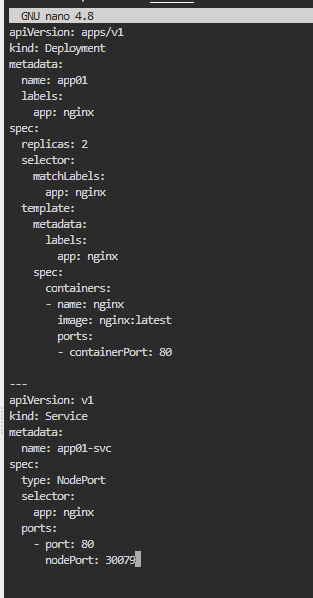 GNU nano 4.8
apiVersion: apps/v1
kind: Deployment
metadata:
  name: app01
  labels:
    app: nginx
spec:
  replicas: 2
  selector:
    matchLabels:
      app: nginx
  template:
    metadata:
      labels:
        app: nginx
    spec:
      containers:
      - name: nginx
        image: nginx:latest
        ports:
        - containerPort: 80

---
apiVersion: v1
kind: Service
metadata:
  name: app01-svc
spec:
  type: NodePort
  selector:
    app: nginx
  ports:
    - port: 80
      nodePort: 30079